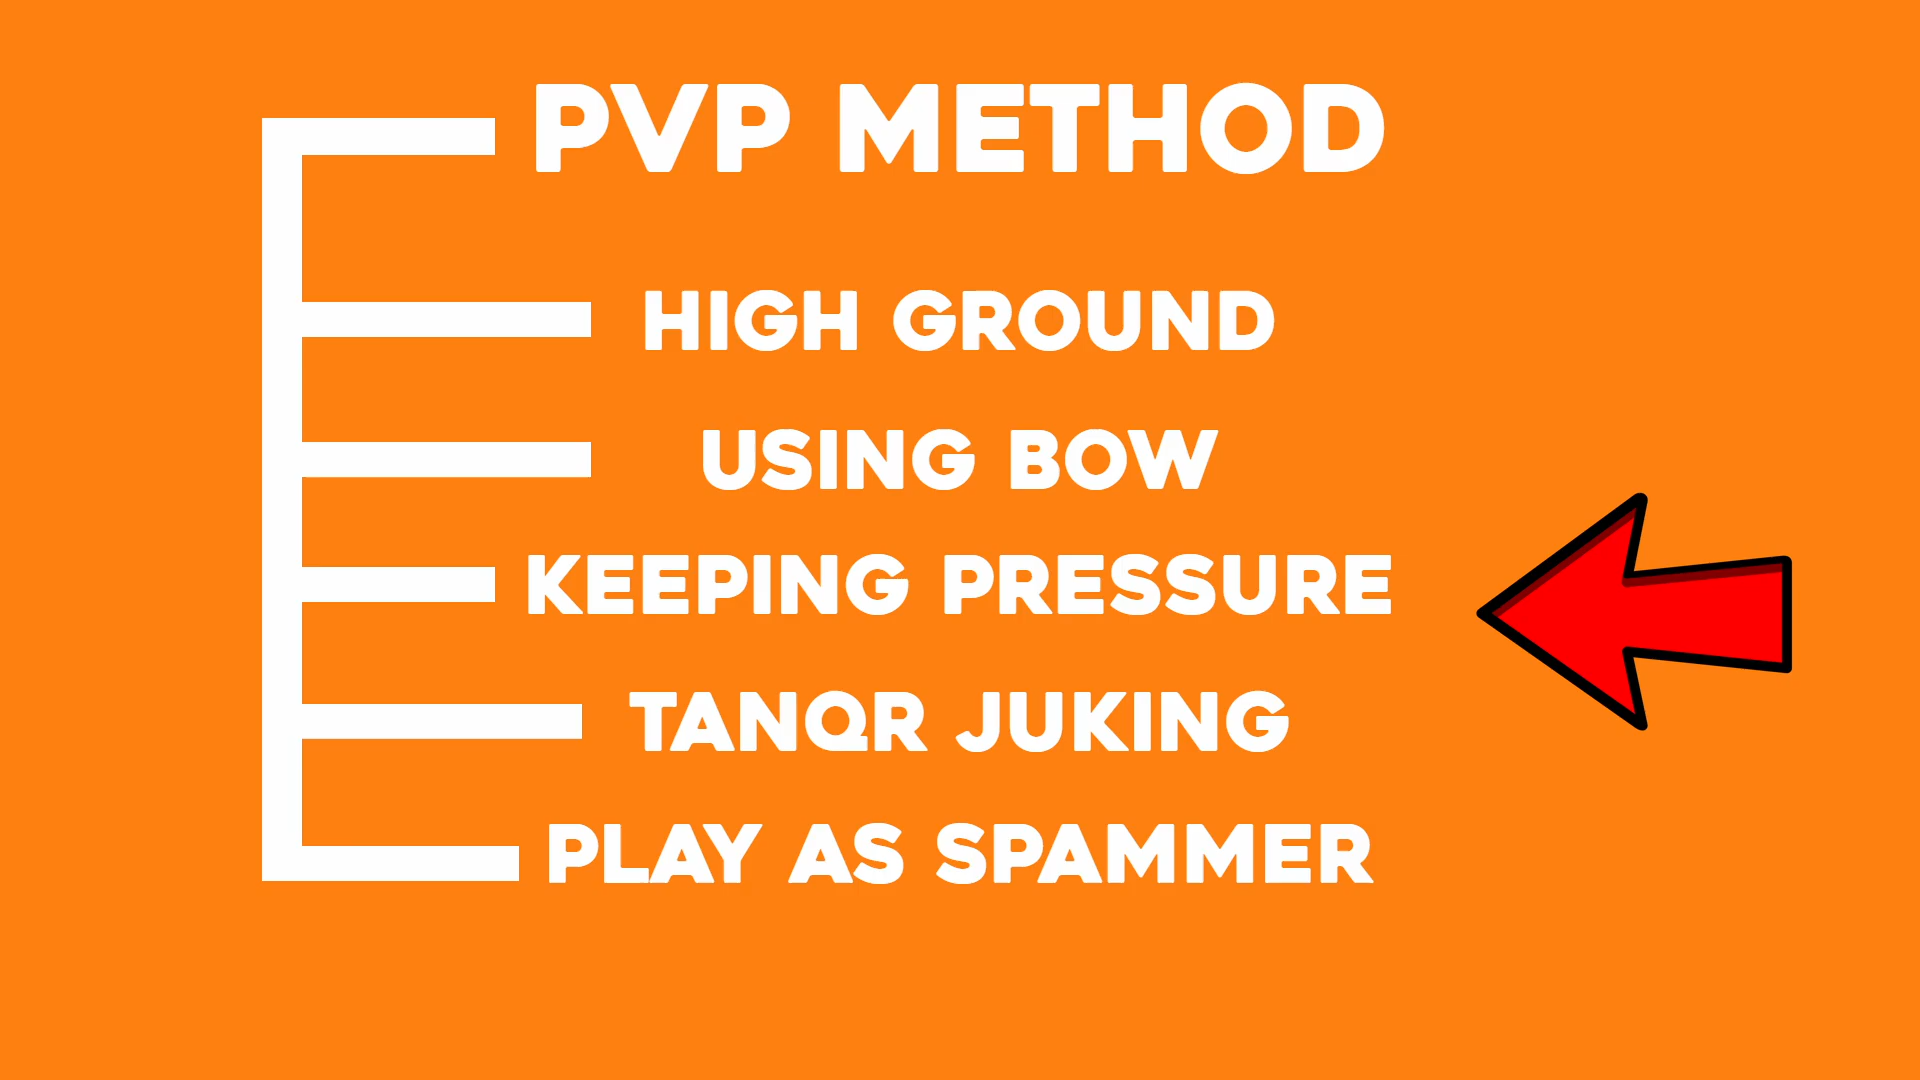 PVP METHOD
HIGH GROUND
USING BOW
KEEPING PRESSURE
TANQR JUKING
PLAY AS SPAMMER